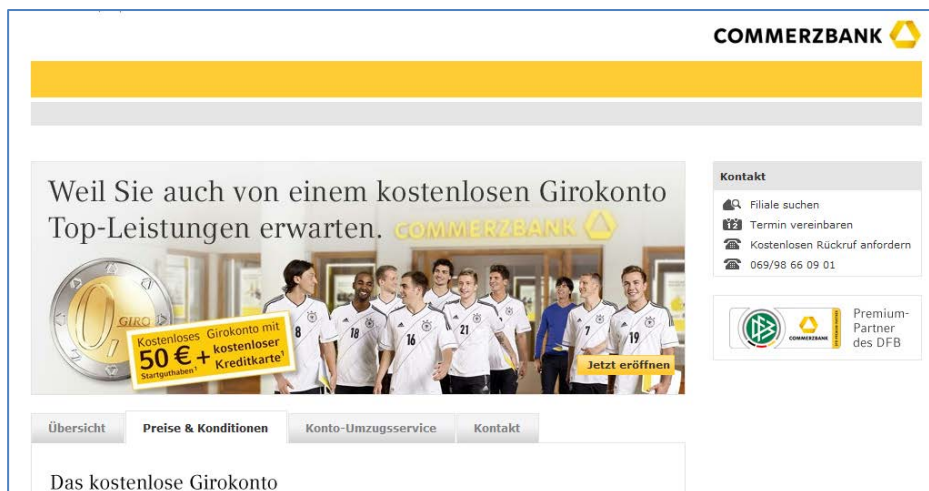 COMMERZBANK
Weil Sie auch von einem kostenlosen Girokonto
Top-Leistungen erwarten.
COMMERZBANK
0,
GIRO
Kostenloses Girokonto mit
50 € + kostenloser
Startguthaben¹ Kreditkarte¹
8
18
16
21
7
19
Jetzt eröffnen
Kontakt
Filiale suchen
12 Termin vereinbaren
Kostenlosen Rückruf anfordern
069/98 66 09 01
DFB
COMMERZBANK
Premium-
Partner
des DFB
Übersicht Preise & Konditionen Konto-Umzugsservice Kontakt
Das kostenlose Girokonto